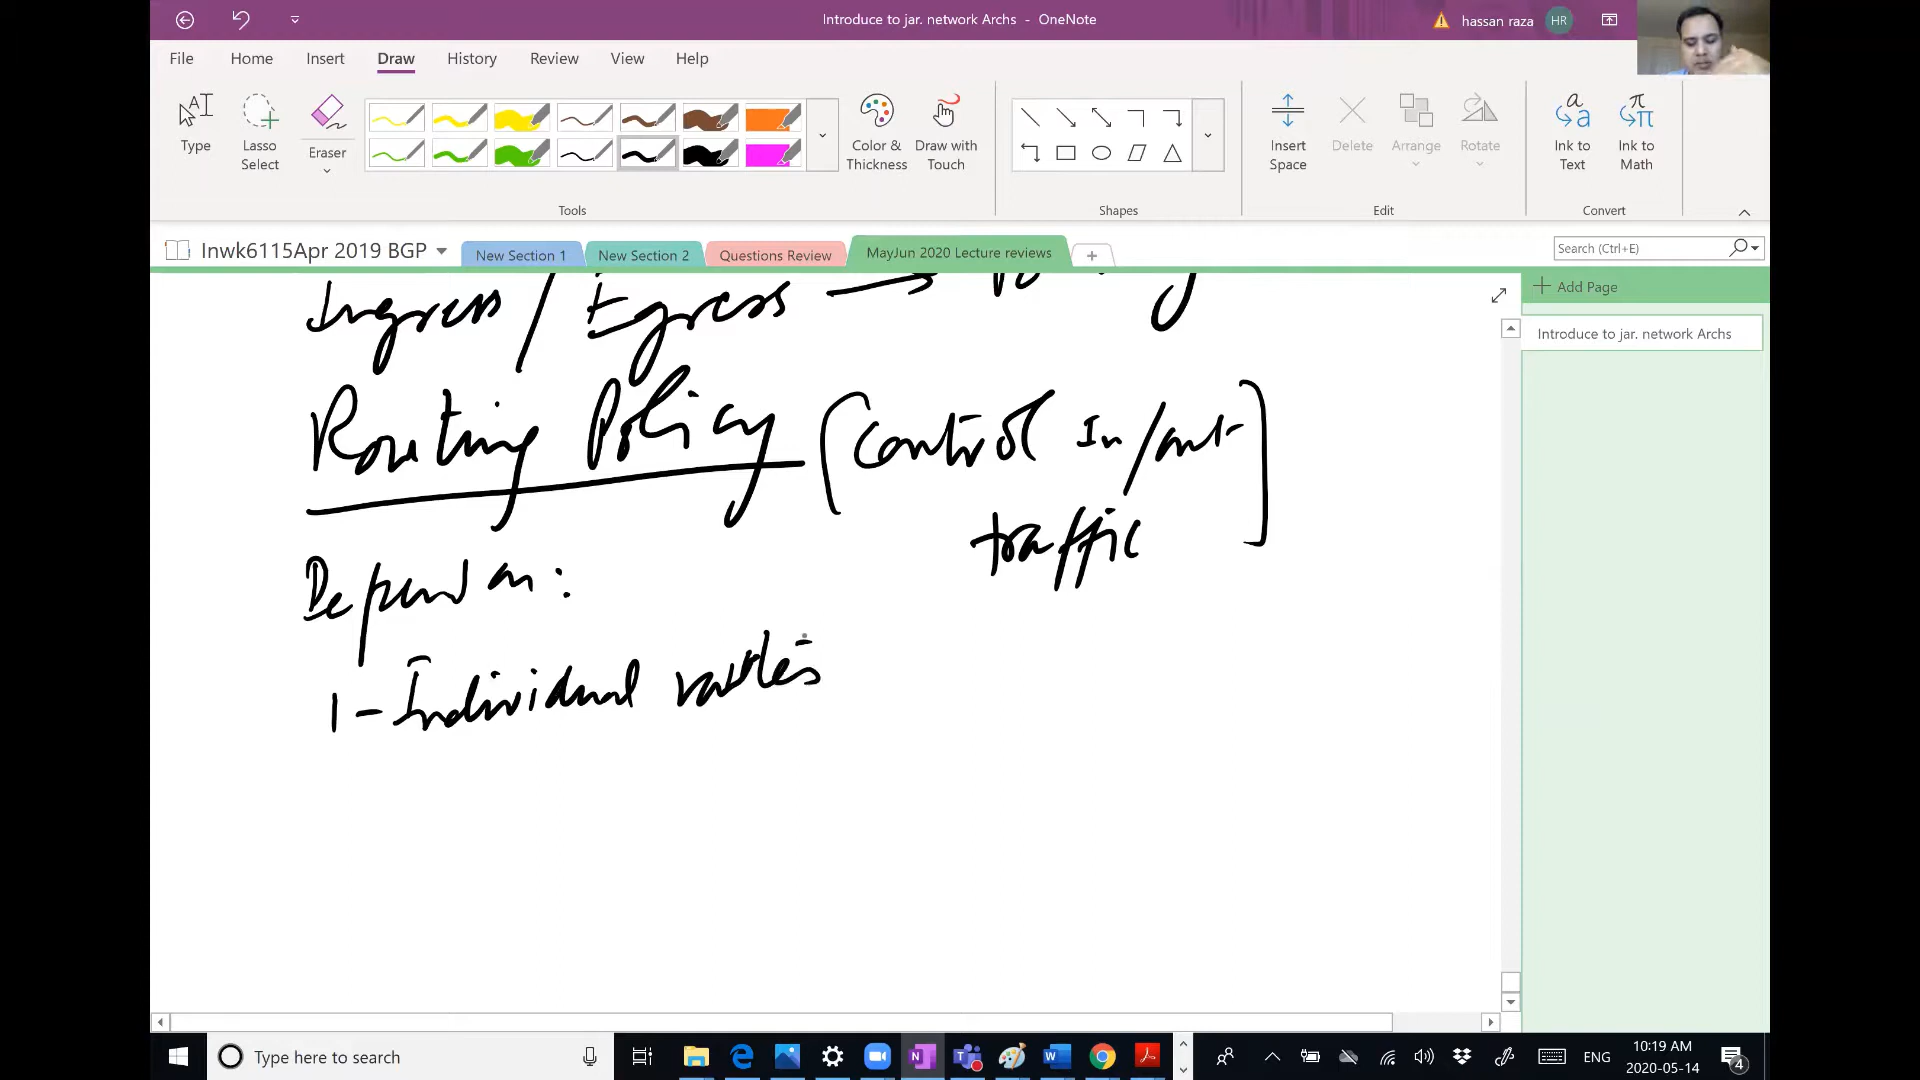 Introduce to jar. network Archs - OneNote
hassan raza
HR
File Home Insert Draw History Review View Help
Type
Lasso Select
Eraser
Color & Thickness
Draw with Touch
Insert Space
Delete
Arrange
Rotate
Ink to Text
Ink to Math
Tools
Shapes
Edit
Convert
Inwk6115Apr 2019 BGP
New Section 1
New Section 2
Questions Review
MayJun 2020 Lecture reviews
Search (Ctrl+E)
Add Page
Introduce to jar. network Archs
Ingress / Egress
Routing Policy (control In/out
traffic
Depend on:
1 - Individual routes
Type here to search
ENG
10:19 AM
2020-05-14
4